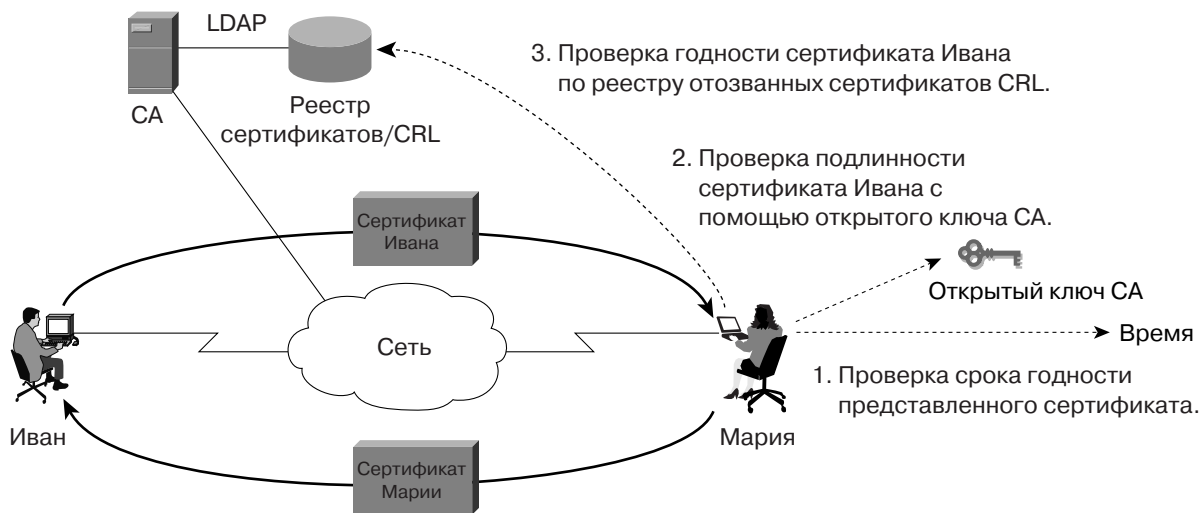 LDAP
CA
Реестр
сертификатов/CRL
3. Проверка годности сертификата Ивана
по реестру отозванных сертификатов CRL.
2. Проверка подлинности
сертификата Ивана с
помощью открытого ключа CA.
Сертификат
Ивана
Открытый ключ CA
Сеть
Время
1. Проверка срока годности
представленного сертификата.
Иван
Мария
Сертификат
Марии